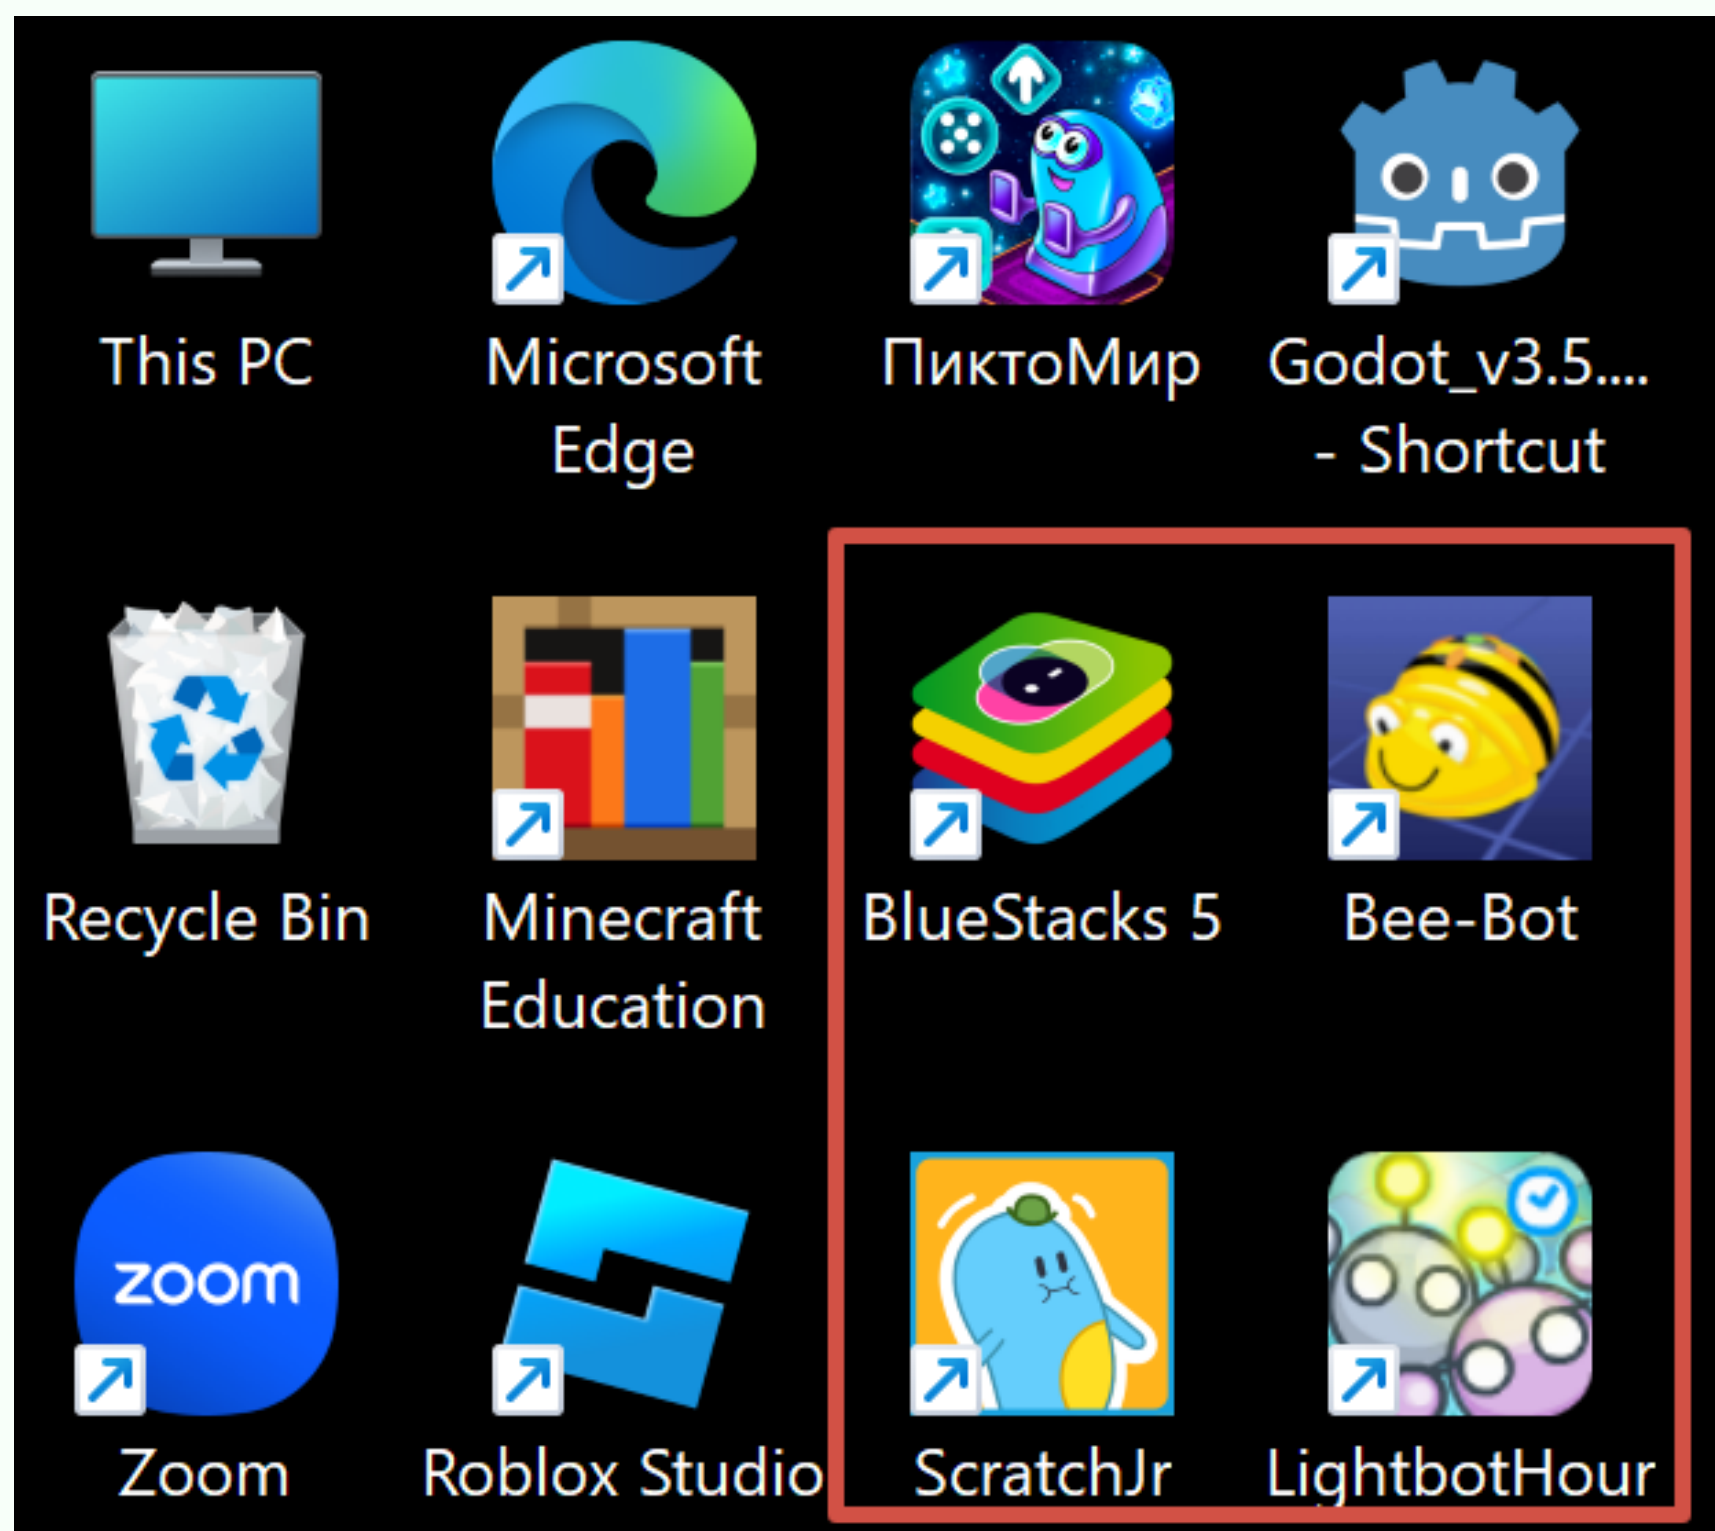 This PC
Microsoft
Edge
ПиктоМир
Godot_v3.5....
- Shortcut
Recycle Bin
Minecraft
Education
BlueStacks 5
Bee-Bot
zoom
Zoom
Roblox Studio
ScratchJr
LightbotHour